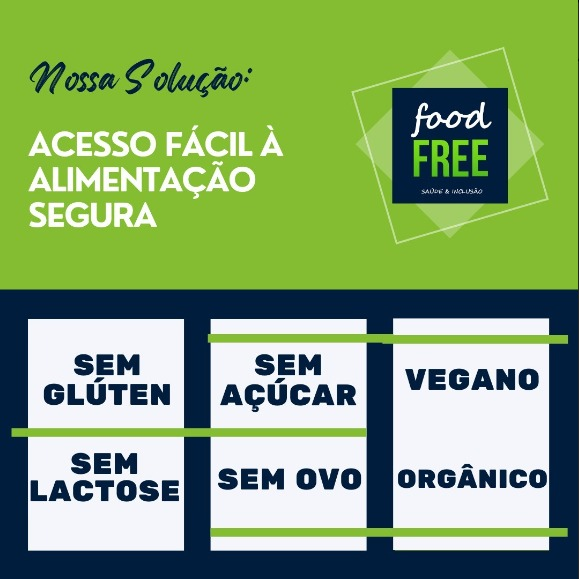 Nossa Solução:
ACESSO FÁCIL À
ALIMENTAÇÃO
SEGURA
food
FREE
SAÚDE & INCLUSÃO
SEM
GLÚTEN
SEM
LACTOSE
SEM
AÇÚCAR
SEM OVO
VEGANO
ORGÂNICO